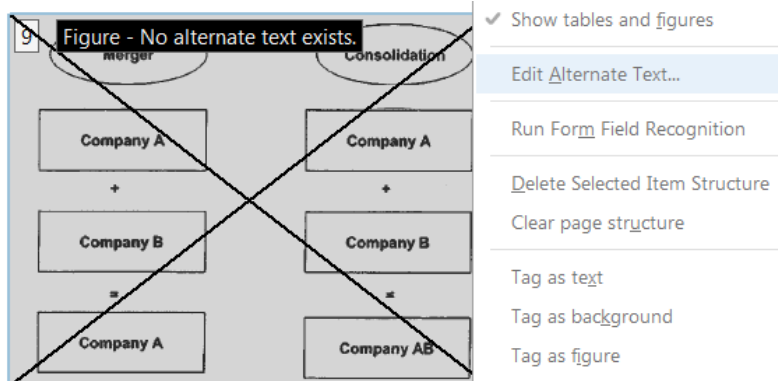 9 Figure - No alternate text exists.
Merger Consolidation
Company A Company A
+ +
Company B Company B
= =
Company A Company AB
✓ Show tables and figures
Edit Alternate Text...
Run Form Field Recognition
Delete Selected Item Structure
Clear page structure
Tag as text
Tag as background
Tag as figure